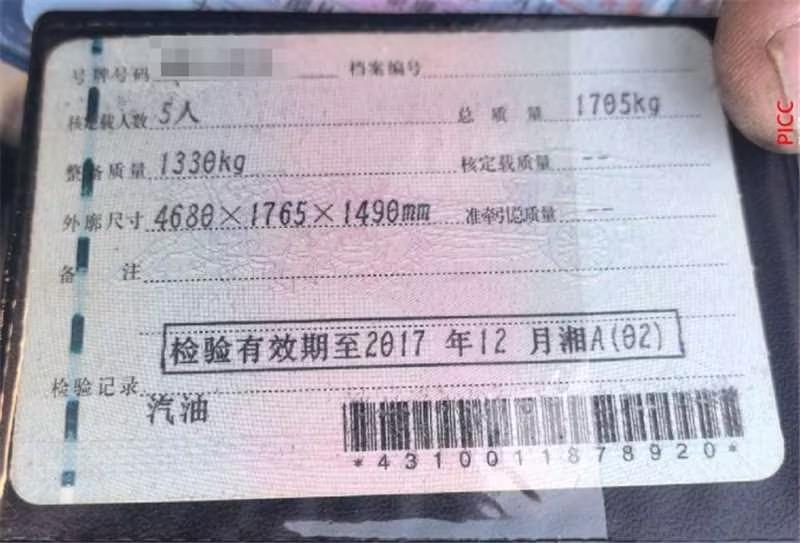 号牌号码 档案编号
核定载人数 5人 总质量 1705kg
整备质量 1330kg 核定载质量 --
外廓尺寸 4680×1765×1490mm 准牵引总质量 --
备注
检验有效期至2017 年12 月湘A(02)
检验记录
汽油
*4310011878920*
PICC